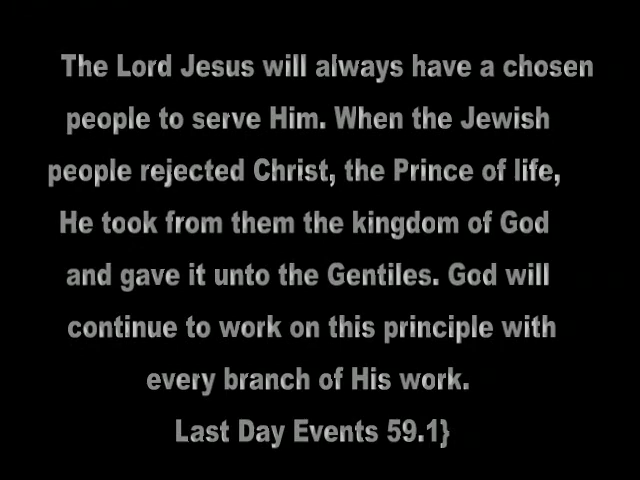 The Lord Jesus will always have a chosen
people to serve Him. When the Jewish
people rejected Christ, the Prince of life,
He took from them the kingdom of God
and gave it unto the Gentiles. God will
continue to work on this principle with
every branch of His work.
Last Day Events 59.1}